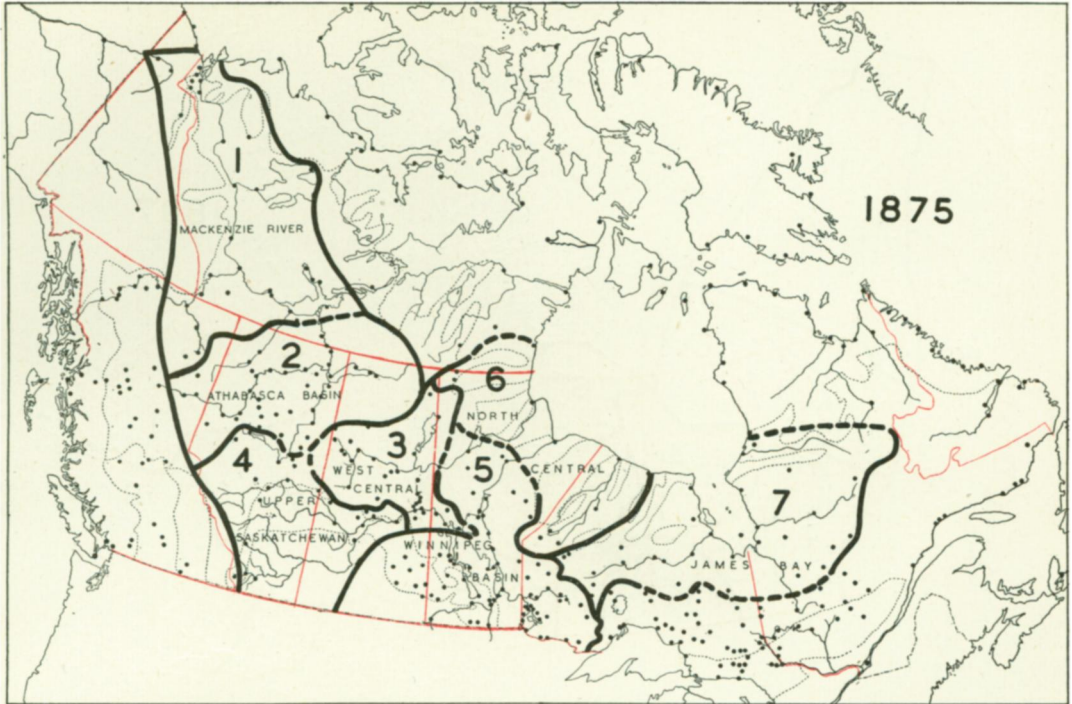 1
1875
MACKENZIE RIVER
2
6
ATHABASCA BASIN
NORTH
3
4
WEST
5
CENTRAL
CENTRAL
UPPER
7
SASKATCHEWAN
WINNIPEG
JAMES BAY
BASIN